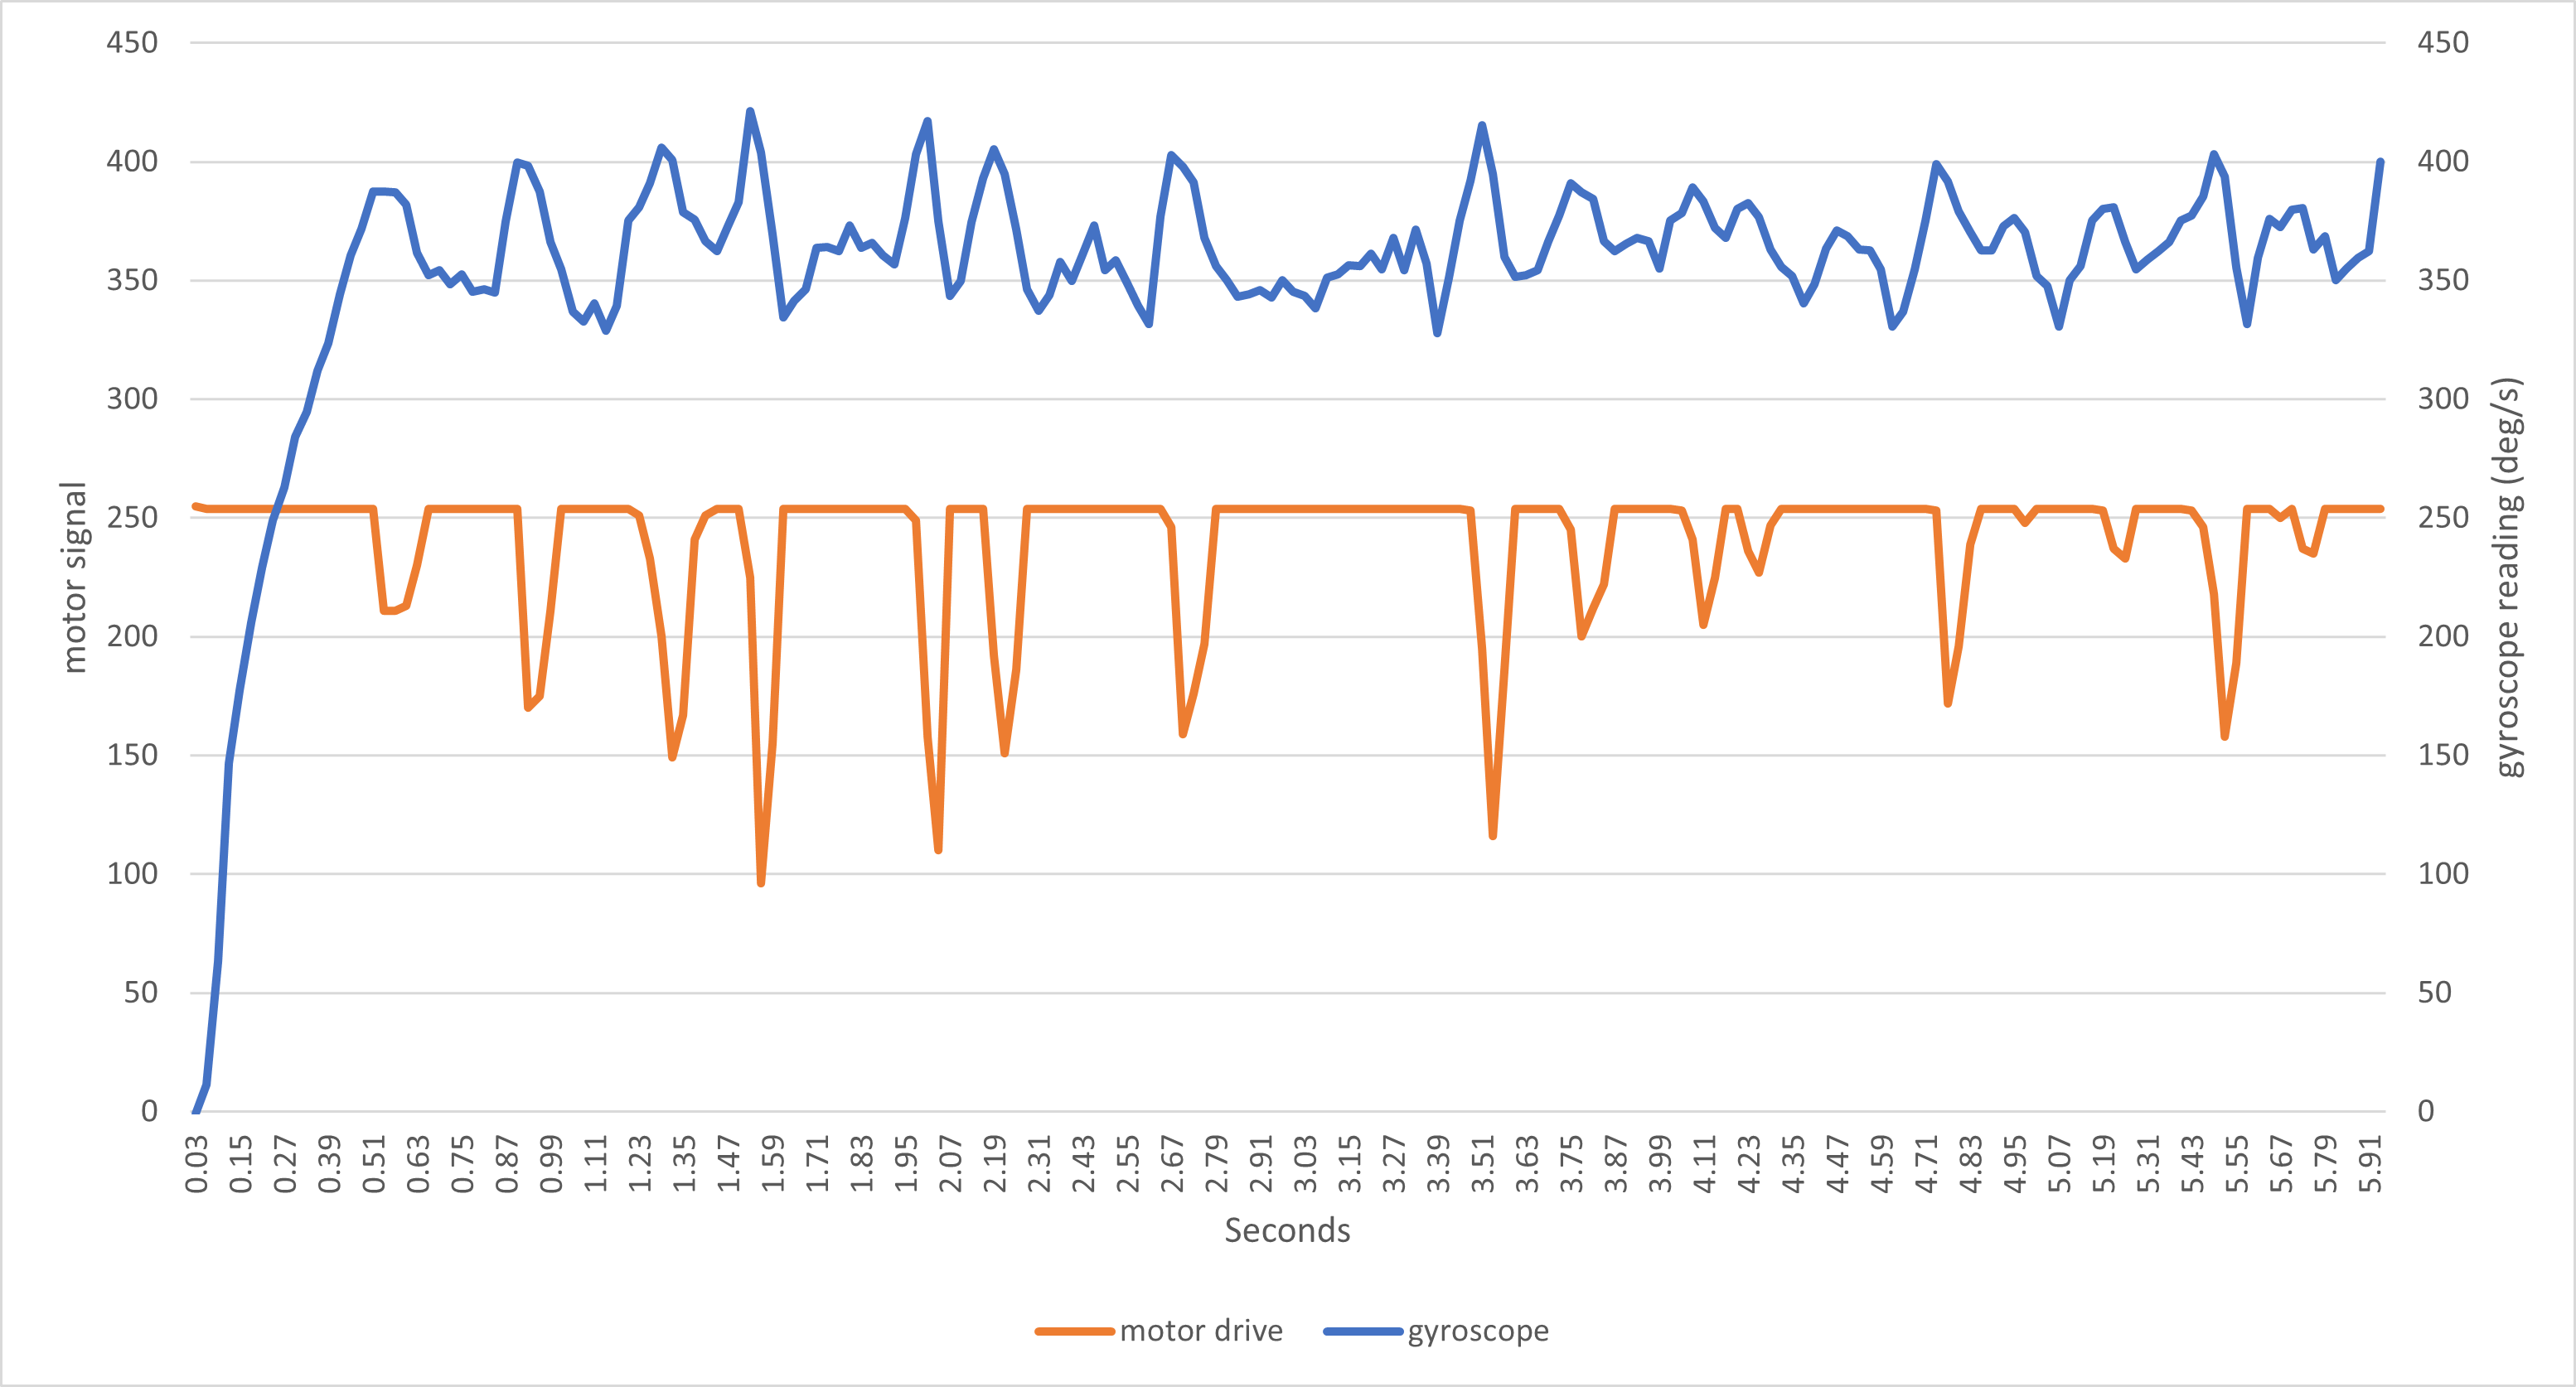 450 450
400 400
350 350
300 300
250 250
200 200
150 150
100 100
50 50
0 0
motor signal
gyroscope reading (deg/s)
0.03 0.15 0.27 0.39 0.51 0.63 0.75 0.87 0.99 1.11 1.23 1.35 1.47 1.59 1.71 1.83 1.95 2.07 2.19 2.31 2.43 2.55 2.67 2.79 2.91 3.03 3.15 3.27 3.39 3.51 3.63 3.75 3.87 3.99 4.11 4.23 4.35 4.47 4.59 4.71 4.83 4.95 5.07 5.19 5.31 5.43 5.55 5.67 5.79 5.91
Seconds
motor drive gyroscope